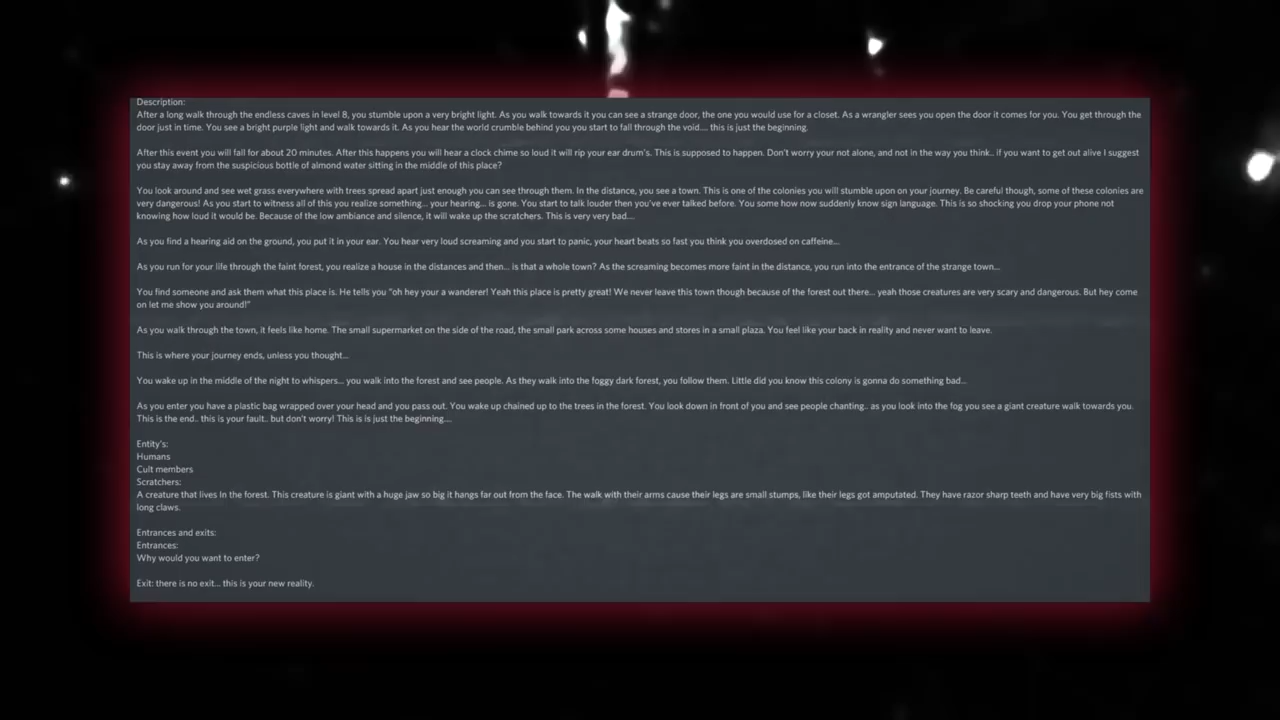 Description:
After a long walk through the endless caves in level 8, you stumble upon a very bright light. As you walk towards it you can see a strange door, the one you would use for a closet. As a wrangler sees you open the door it comes for you. You get through the
door just in time. You see a bright purple light and walk towards it. As you hear the world crumble behind you you start to fall through the void.... this is just the beginning.
After this event you will fall for about 20 minutes. After this happens you will hear a clock chime so loud it will rip your ear drum's. This is supposed to happen. Don't worry your not alone, and not in the way you think.. if you want to get out alive I suggest
you stay away from the suspicious bottle of almond water sitting in the middle of this place?
You look around and see wet grass everywhere with trees spread apart just enough you can see through them. In the distance, you see a town. This is one of the colonies you will stumble upon on your journey. Be careful though, some of these colonies are
very dangerous! As you start to witness all of this you realize something... your hearing... is gone. You start to talk louder then you've ever talked before. You some how now suddenly know sign language. This is so shocking you drop your phone not
knowing how loud it would be. Because of the low ambiance and silence, it will wake up the scratchers. This is very very bad...
As you find a hearing aid on the ground, you put it in your ear. You hear very loud screaming and you start to panic, your heart beats so fast you think you overdosed on caffeine...
As you run for your life through the faint forest, you realize a house in the distances and then... is that a whole town? As the screaming becomes more faint in the distance, you run into the entrance of the strange town...
You find someone and ask them what this place is. He tells you "oh hey your a wanderer! Yeah this place is pretty great! We never leave this town though because of the forest out there... yeah those creatures are very scary and dangerous. But hey come
on let me show you around!"
As you walk through the town, it feels like home. The small supermarket on the side of the road, the small park across some houses and stores in a small plaza. You feel like your back in reality and never want to leave.
This is where your journey ends, unless you thought...
You wake up in the middle of the night to whispers... you walk into the forest and see people. As they walk into the foggy dark forest, you follow them. Little did you know this colony is gonna do something bad...
As you enter you have a plastic bag wrapped over your head and you pass out. You wake up chained up to the trees in the forest. You look down in front of you and see people chanting.. as you look into the fog you see a giant creature walk towards you.
This is the end.. this is your fault.. but don't worry! This is is just the beginning....
Entity's:
Humans
Cult members
Scratchers:
A creature that lives in the forest. This creature is giant with a huge jaw so big it hangs far out from the face. The walk with their arms cause their legs are small stumps, like their legs got amputated. They have razor sharp teeth and have very big fists with
long claws.
Entrances and exits:
Entrances:
Why would you want to enter?
Exit: there is no exit... this is your new reality.